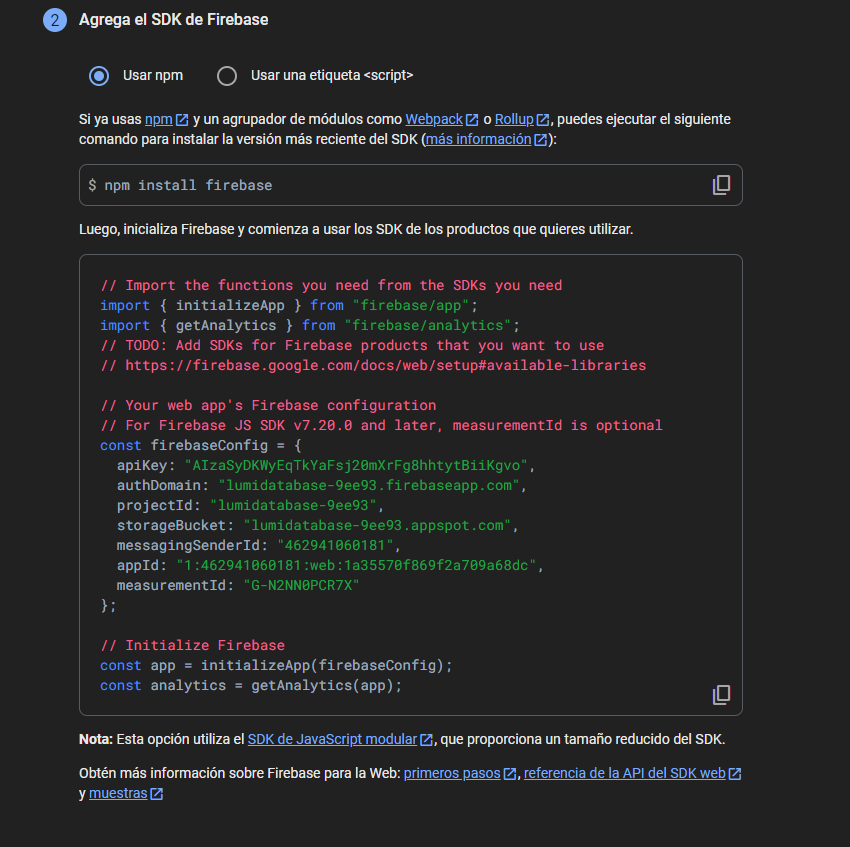 2 Agrega el SDK de Firebase
Usar npm Usar una etiqueta <script>
Si ya usas npm y un agrupador de módulos como Webpack o Rollup, puedes ejecutar el siguiente
comando para instalar la versión más reciente del SDK (más información):
$ npm install firebase
Luego, inicializa Firebase y comienza a usar los SDK de los productos que quieres utilizar.
// Import the functions you need from the SDKs you need
import { initializeApp } from "firebase/app";
import { getAnalytics } from "firebase/analytics";
// TODO: Add SDKs for Firebase products that you want to use
// https://firebase.google.com/docs/web/setup#available-libraries
// Your web app's Firebase configuration
// For Firebase JS SDK v7.20.0 and later, measurementId is optional
const firebaseConfig = {
apiKey: "AIzaSyDKWyEqTkYaFsj20mXrFg8hhtytBiiKgvo",
authDomain: "lumidatabase-9ee93.firebaseapp.com",
projectId: "lumidatabase-9ee93",
storageBucket: "lumidatabase-9ee93.appspot.com",
messagingSenderId: "462941060181",
appId: "1:462941060181:web:1a35570f869f2a709a68dc",
measurementId: "G-N2NN0PCR7X"
};
// Initialize Firebase
const app = initializeApp(firebaseConfig);
const analytics = getAnalytics(app);
Nota: Esta opción utiliza el SDK de JavaScript modular, que proporciona un tamaño reducido del SDK.
Obtén más información sobre Firebase para la Web: primeros pasos, referencia de la API del SDK web
y muestras